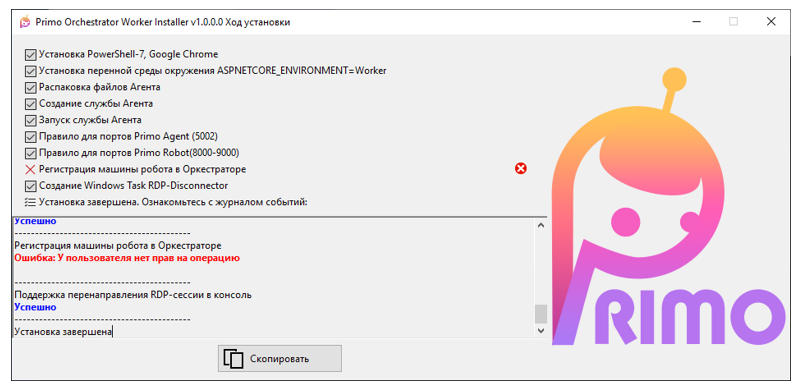 Primo Orchestrator Worker Installer v1.0.0.0 Ход установки
Установка PowerShell-7, Google Chrome
Установка перенной среды окружения ASPNETCORE_ENVIRONMENT=Worker
Распаковка файлов Агента
Создание службы Агента
Запуск службы Агента
Правило для портов Primo Agent (5002)
Правило для портов Primo Robot(8000-9000)
Регистрация машины робота в Оркестраторе
Создание Windows Task RDP-Disconnector
Установка завершена. Ознакомьтесь с журналом событий:
Успешно
----------------------------------------
Регистрация машины робота в Оркестраторе
Ошибка: У пользователя нет прав на операцию
----------------------------------------
Поддержка перенаправления RDP-сессии в консоль
Успешно
----------------------------------------
Установка завершена
Скопировать
PRIMO